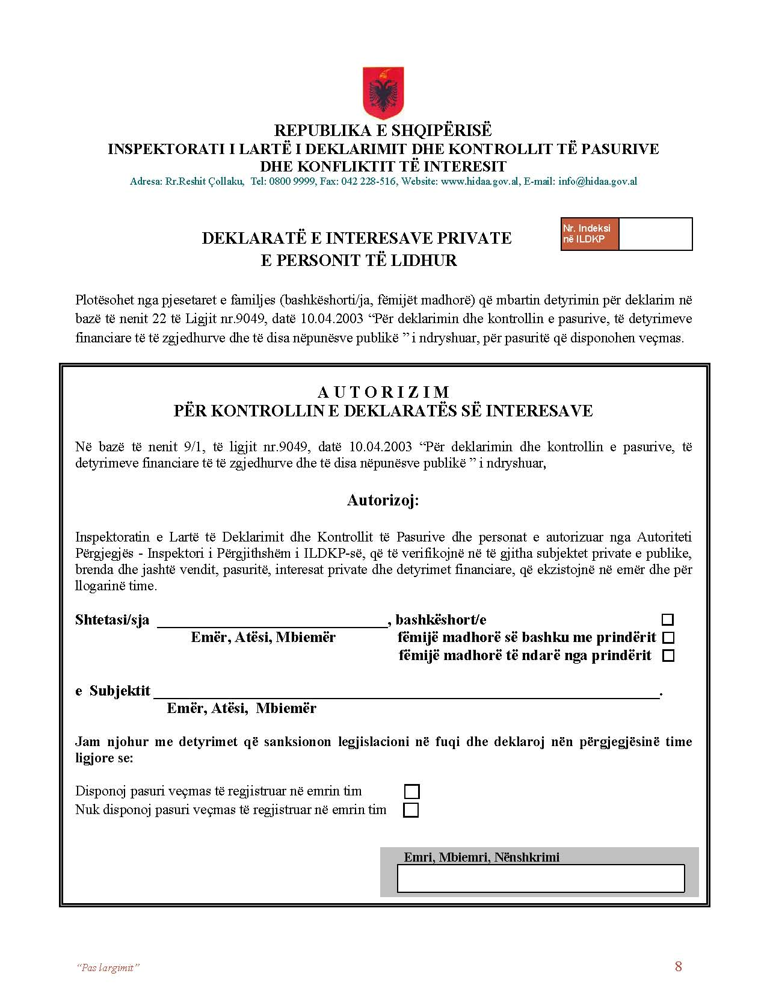 REPUBLIKA E SHQIPËRISË
INSPEKTORATI I LARTË I DEKLARIMIT DHE KONTROLLIT TË PASURIVE
DHE KONFLIKTIT TË INTERESIT
Adresa: Rr.Reshit Çollaku, Tel: 0800 9999, Fax: 042 228-516, Website: www.hidaa.gov.al, E-mail: info@hidaa.gov.al
Nr. Indeksi
në ILDKP
DEKLARATË E INTERESAVE PRIVATE
E PERSONIT TË LIDHUR
Plotësohet nga pjesetaret e familjes (bashkëshorti/ja, fëmijët madhorë) që mbartin detyrimin për deklarim në
bazë të nenit 22 të Ligjit nr.9049, datë 10.04.2003 “Për deklarimin dhe kontrollin e pasurive, të detyrimeve
financiare të të zgjedhurve dhe të disa nëpunësve publikë ” i ndryshuar, për pasuritë që disponohen veçmas.
A U T O R I Z I M
PËR KONTROLLIN E DEKLARATËS SË INTERESAVE
Në bazë të nenit 9/1, të ligjit nr.9049, datë 10.04.2003 “Për deklarimin dhe kontrollin e pasurive, të
detyrimeve financiare të të zgjedhurve dhe të disa nëpunësve publikë ” i ndryshuar,
Autorizoj:
Inspektoratin e Lartë të Deklarimit dhe Kontrollit të Pasurive dhe personat e autorizuar nga Autoriteti
Përgjegjës - Inspektori i Përgjithshëm i ILDKP-së, që të verifikojnë në të gjitha subjektet private e publike,
brenda dhe jashtë vendit, pasuritë, interesat private dhe detyrimet financiare, që ekzistojnë në emër dhe për
llogarinë time.
Shtetasi/sja ______________________________, bashkëshort/e
Emër, Atësi, Mbiemër fëmijë madhorë së bashku me prindërit
fëmijë madhorë të ndarë nga prindërit
e Subjektit __________________________________________________________________.
Emër, Atësi, Mbiemër
Jam njohur me detyrimet që sanksionon legjislacioni në fuqi dhe deklaroj nën përgjegjësinë time
ligjore se:
Disponoj pasuri veçmas të regjistruar në emrin tim
Nuk disponoj pasuri veçmas të regjistruar në emrin tim
Emri, Mbiemri, Nënshkrimi
“Pas largimit” 8